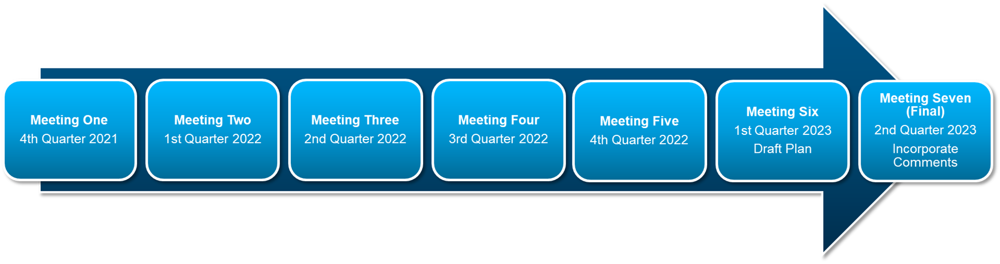 Meeting One
4th Quarter 2021
Meeting Two
1st Quarter 2022
Meeting Three
2nd Quarter 2022
Meeting Four
3rd Quarter 2022
Meeting Five
4th Quarter 2022
Meeting Six
1st Quarter 2023
Draft Plan
Meeting Seven
(Final)
2nd Quarter 2023
Incorporate
Comments